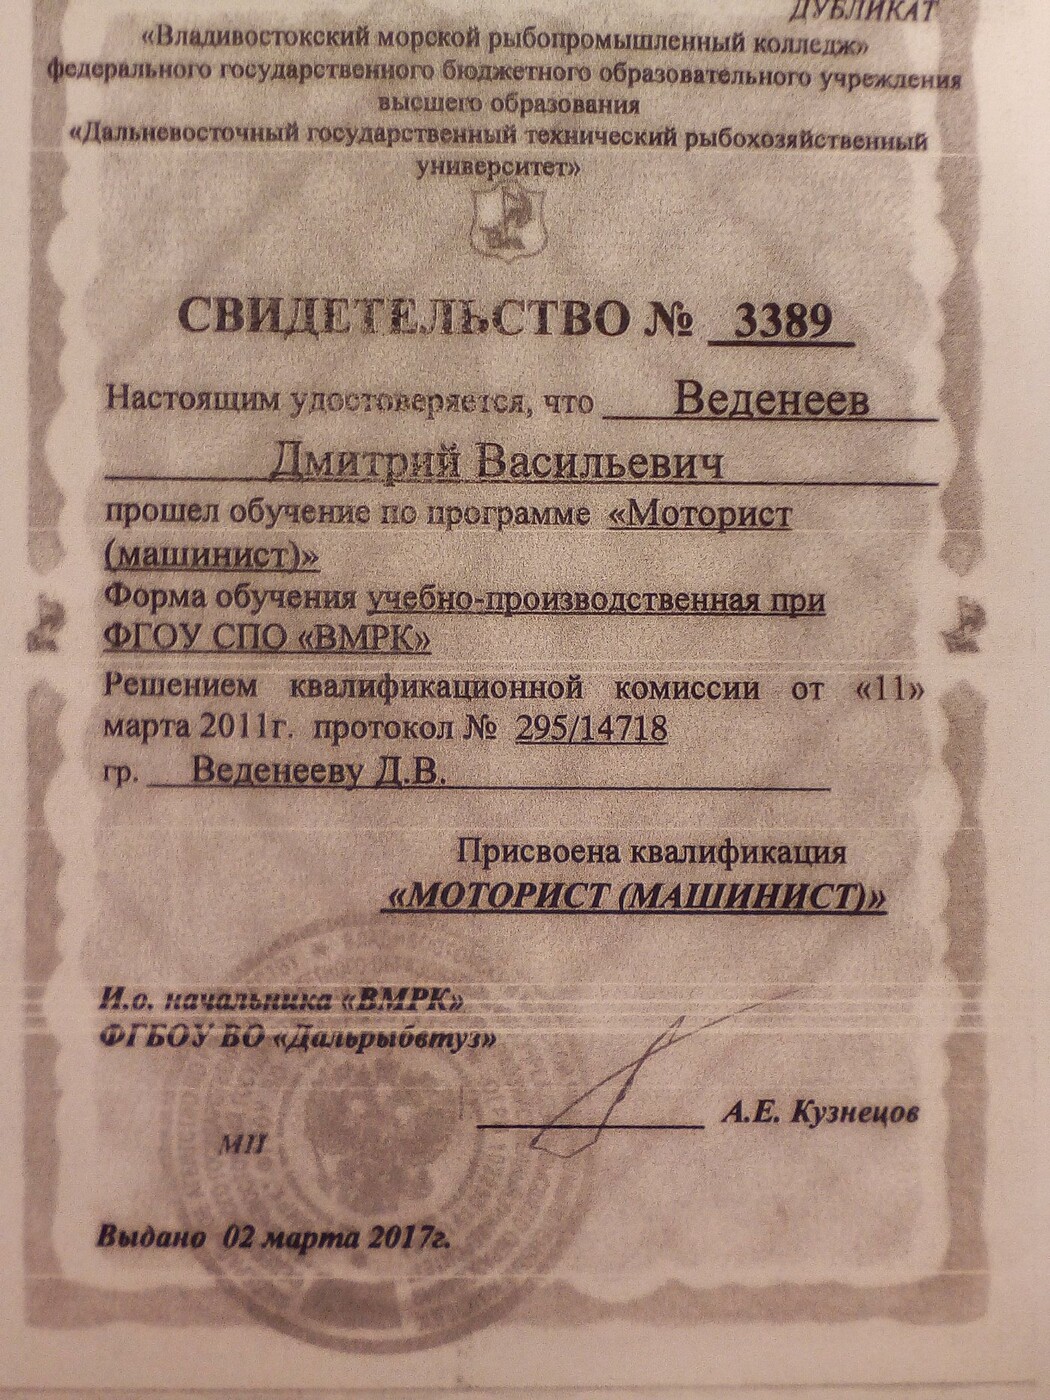 ДУБЛИКАТ
«Владивостокский морской рыбопромышленный колледж»
федерального государственного бюджетного образовательного учреждения
высшего образования
«Дальневосточный государственный технический рыбохозяйственный
университет»
СВИДЕТЕЛЬСТВО № 3389
Настоящим удостоверяется, что Веденеев
Дмитрий Васильевич
прошел обучение по программе «Моторист
(машинист)»
Форма обучения учебно-производственная при
ФГОУ СПО «ВМРК»
Решением квалификационной комиссии от «11»
марта 2011г. протокол № 295/14718
гр. Веденееву Д.В.
Присвоена квалификация
«МОТОРИСТ (МАШИНИСТ)»
И.о. начальника «ВМРК»
ФГБОУ ВО «Дальрыбвтуз»
А.Е. Кузнецов
МП
Выдано 02 марта 2017г.